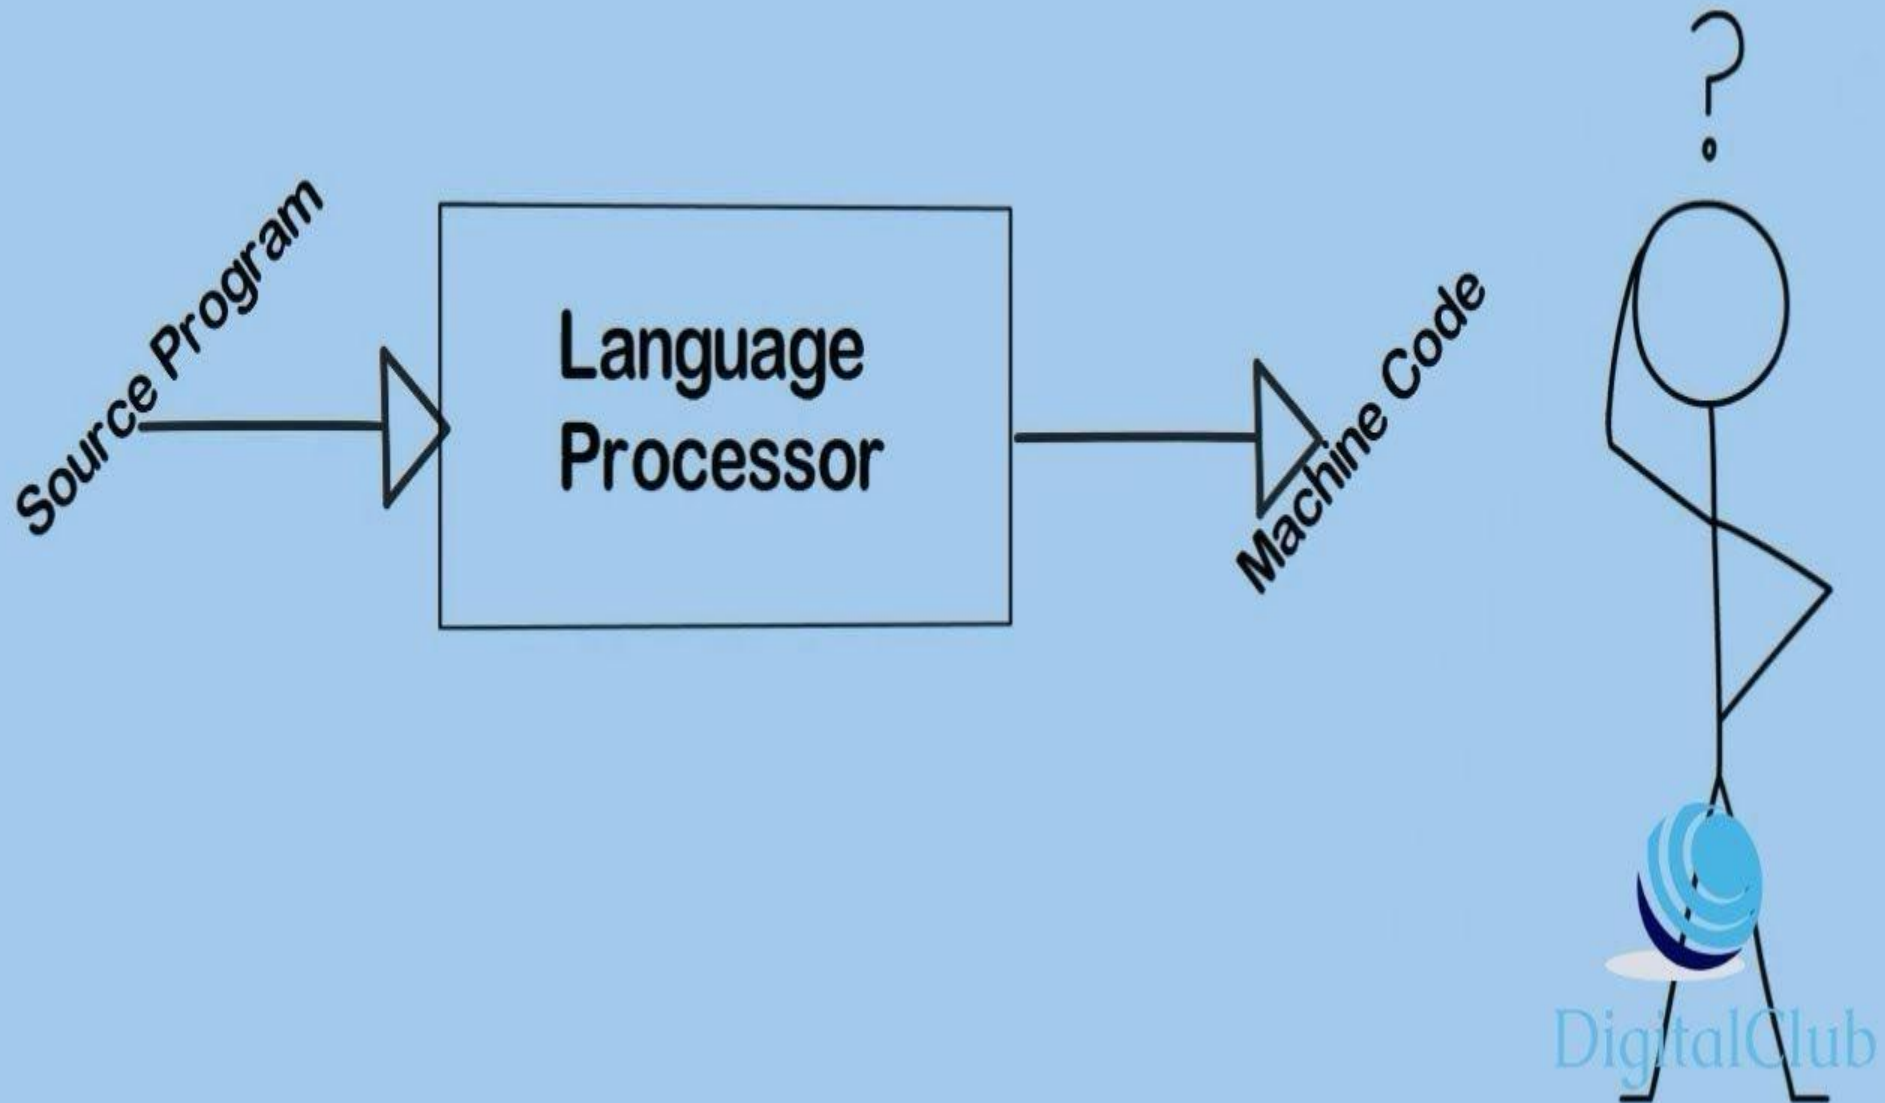 ?
Source Program
Language
Processor
Machine Code
DigitalClub